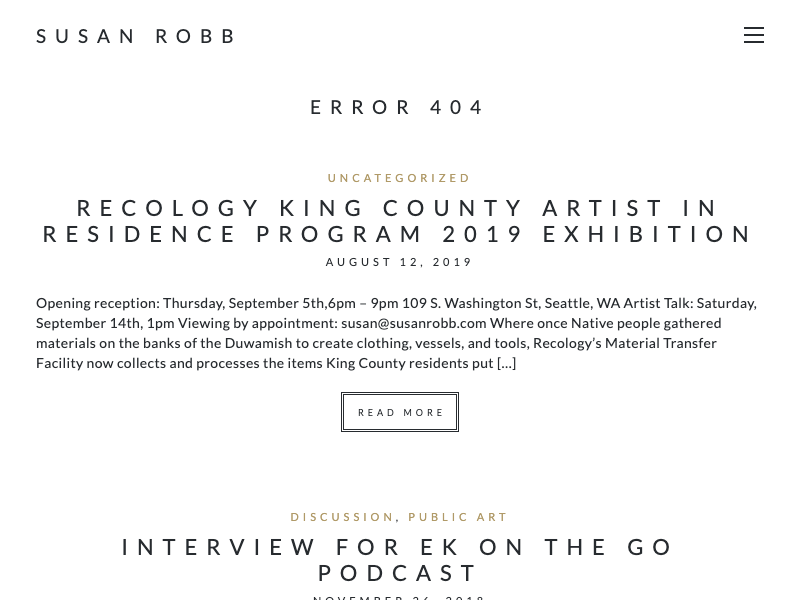 SUSAN ROBB
ERROR 404
UNCATEGORIZED
RECOLOGY KING COUNTY ARTIST IN
RESIDENCE PROGRAM 2019 EXHIBITION
AUGUST 12, 2019
Opening reception: Thursday, September 5th,6pm – 9pm 109 S. Washington St, Seattle, WA Artist Talk: Saturday,
September 14th, 1pm Viewing by appointment: susan@susanrobb.com Where once Native people gathered
materials on the banks of the Duwamish to create clothing, vessels, and tools, Recology’s Material Transfer
Facility now collects and processes the items King County residents put [...]
READ MORE
DISCUSSION, PUBLIC ART
INTERVIEW FOR EK ON THE GO
PODCAST
NOVEMBER 26, 2018